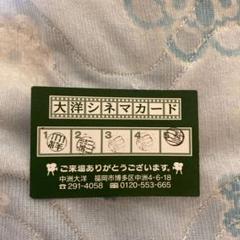 大洋シネマカード
1 2 3 4
ご来場ありがとうございます。
中洲大洋 福岡市博多区中洲4-6-18
☎291-4058 0120-553-665